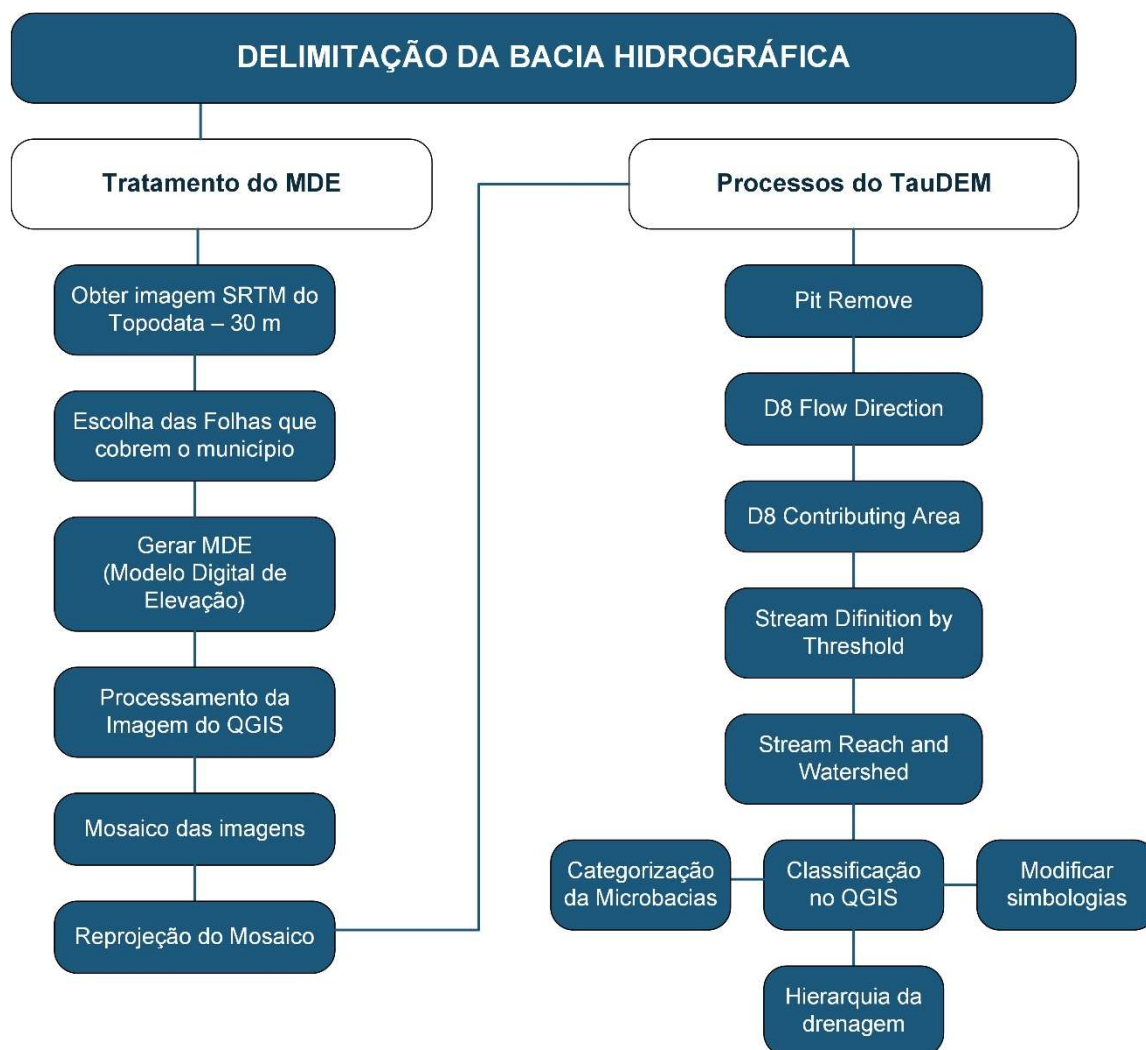 DELIMITAÇÃO DA BACIA HIDROGRÁFICA
Tratamento do MDE
Obter imagem SRTM do
Topodata – 30 m
Escolha das Folhas que
cobrem o município
Gerar MDE
(Modelo Digital de
Elevação)
Processamento da
Imagem do QGIS
Mosaico das imagens
Reprojeção do Mosaico
Processos do TauDEM
Pit Remove
D8 Flow Direction
D8 Contributing Area
Stream Difinition by
Threshold
Stream Reach and
Watershed
Categorização
da Microbacias
Classificação
no QGIS
Modificar
simbologias
Hierarquia da
drenagem